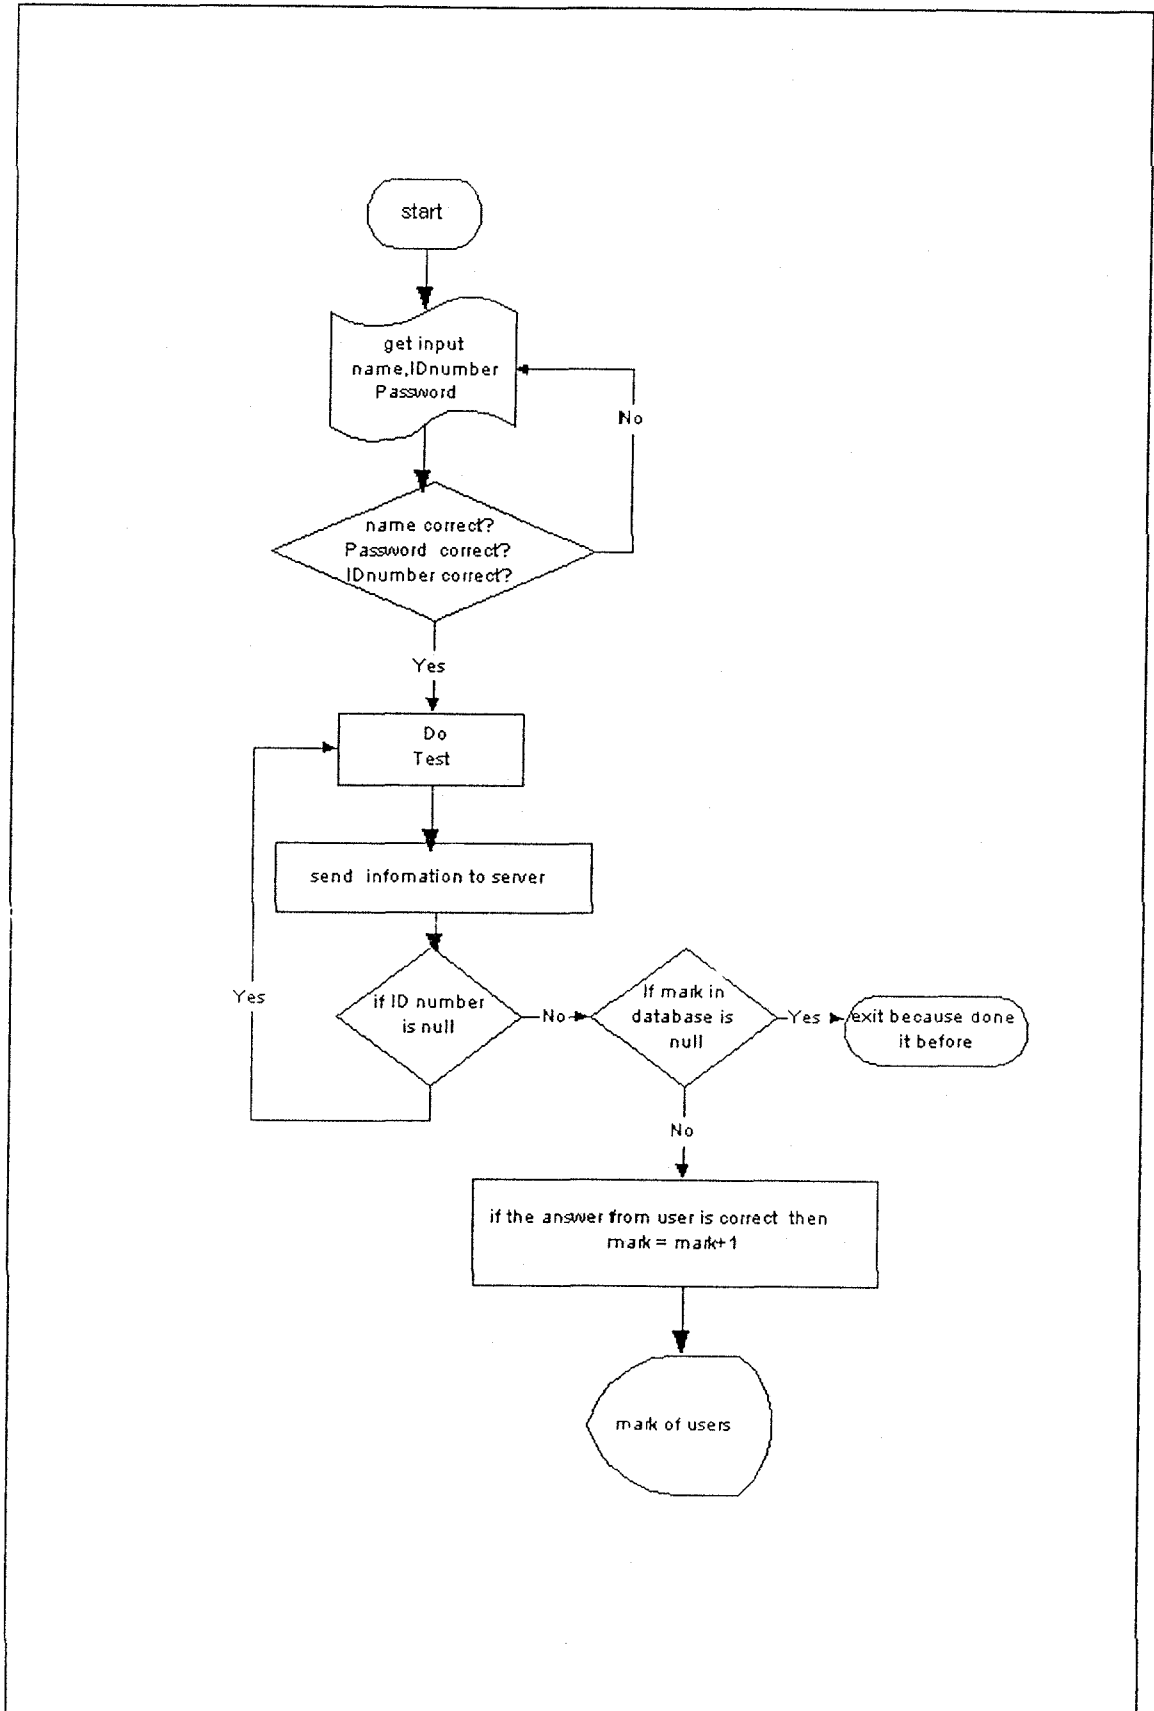 start
get input
name,IDnumber
Password
No
name correct?
Password correct?
IDnumber correct?
Yes
Do
Test
send infomation to server
Yes
if ID number
is null
No
If mark in
database is
null
Yes
exit because done
it before
No
if the answer from user is correct then
mark = mark+1
mark of users